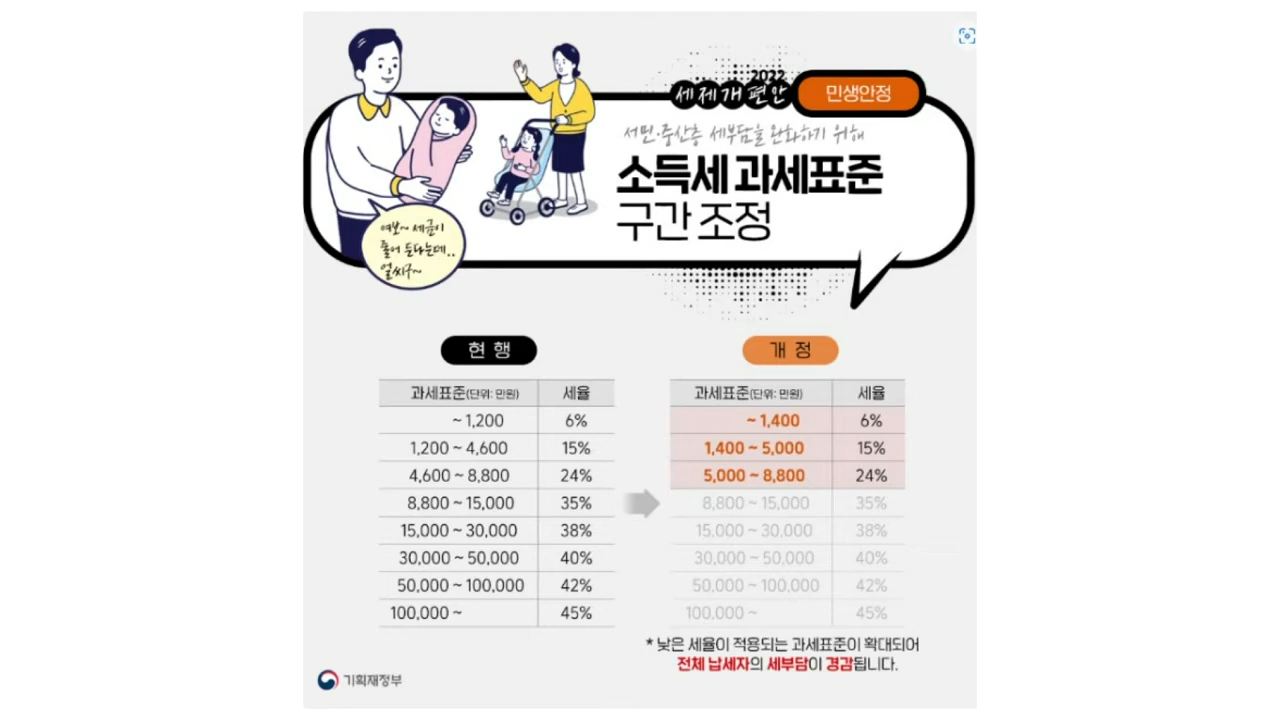 2022
세제개편안 민생안정
서민·중산층 세부담을 완화하기 위해
소득세 과세표준
구간 조정
여보~ 세금이
줄어 든다는데..
얼씨구~
현행
과세표준(단위: 만원) 세율
~ 1,200 6%
1,200 ~ 4,600 15%
4,600 ~ 8,800 24%
8,800 ~ 15,000 35%
15,000 ~ 30,000 38%
30,000 ~ 50,000 40%
50,000 ~ 100,000 42%
100,000 ~ 45%
개정
과세표준(단위: 만원) 세율
~ 1,400 6%
1,400 ~ 5,000 15%
5,000 ~ 8,800 24%
8,800 ~ 15,000 35%
15,000 ~ 30,000 38%
30,000 ~ 50,000 40%
50,000 ~ 100,000 42%
100,000 ~ 45%
* 낮은 세율이 적용되는 과세표준이 확대되어
전체 납세자의 세부담이 경감됩니다.
기획재정부